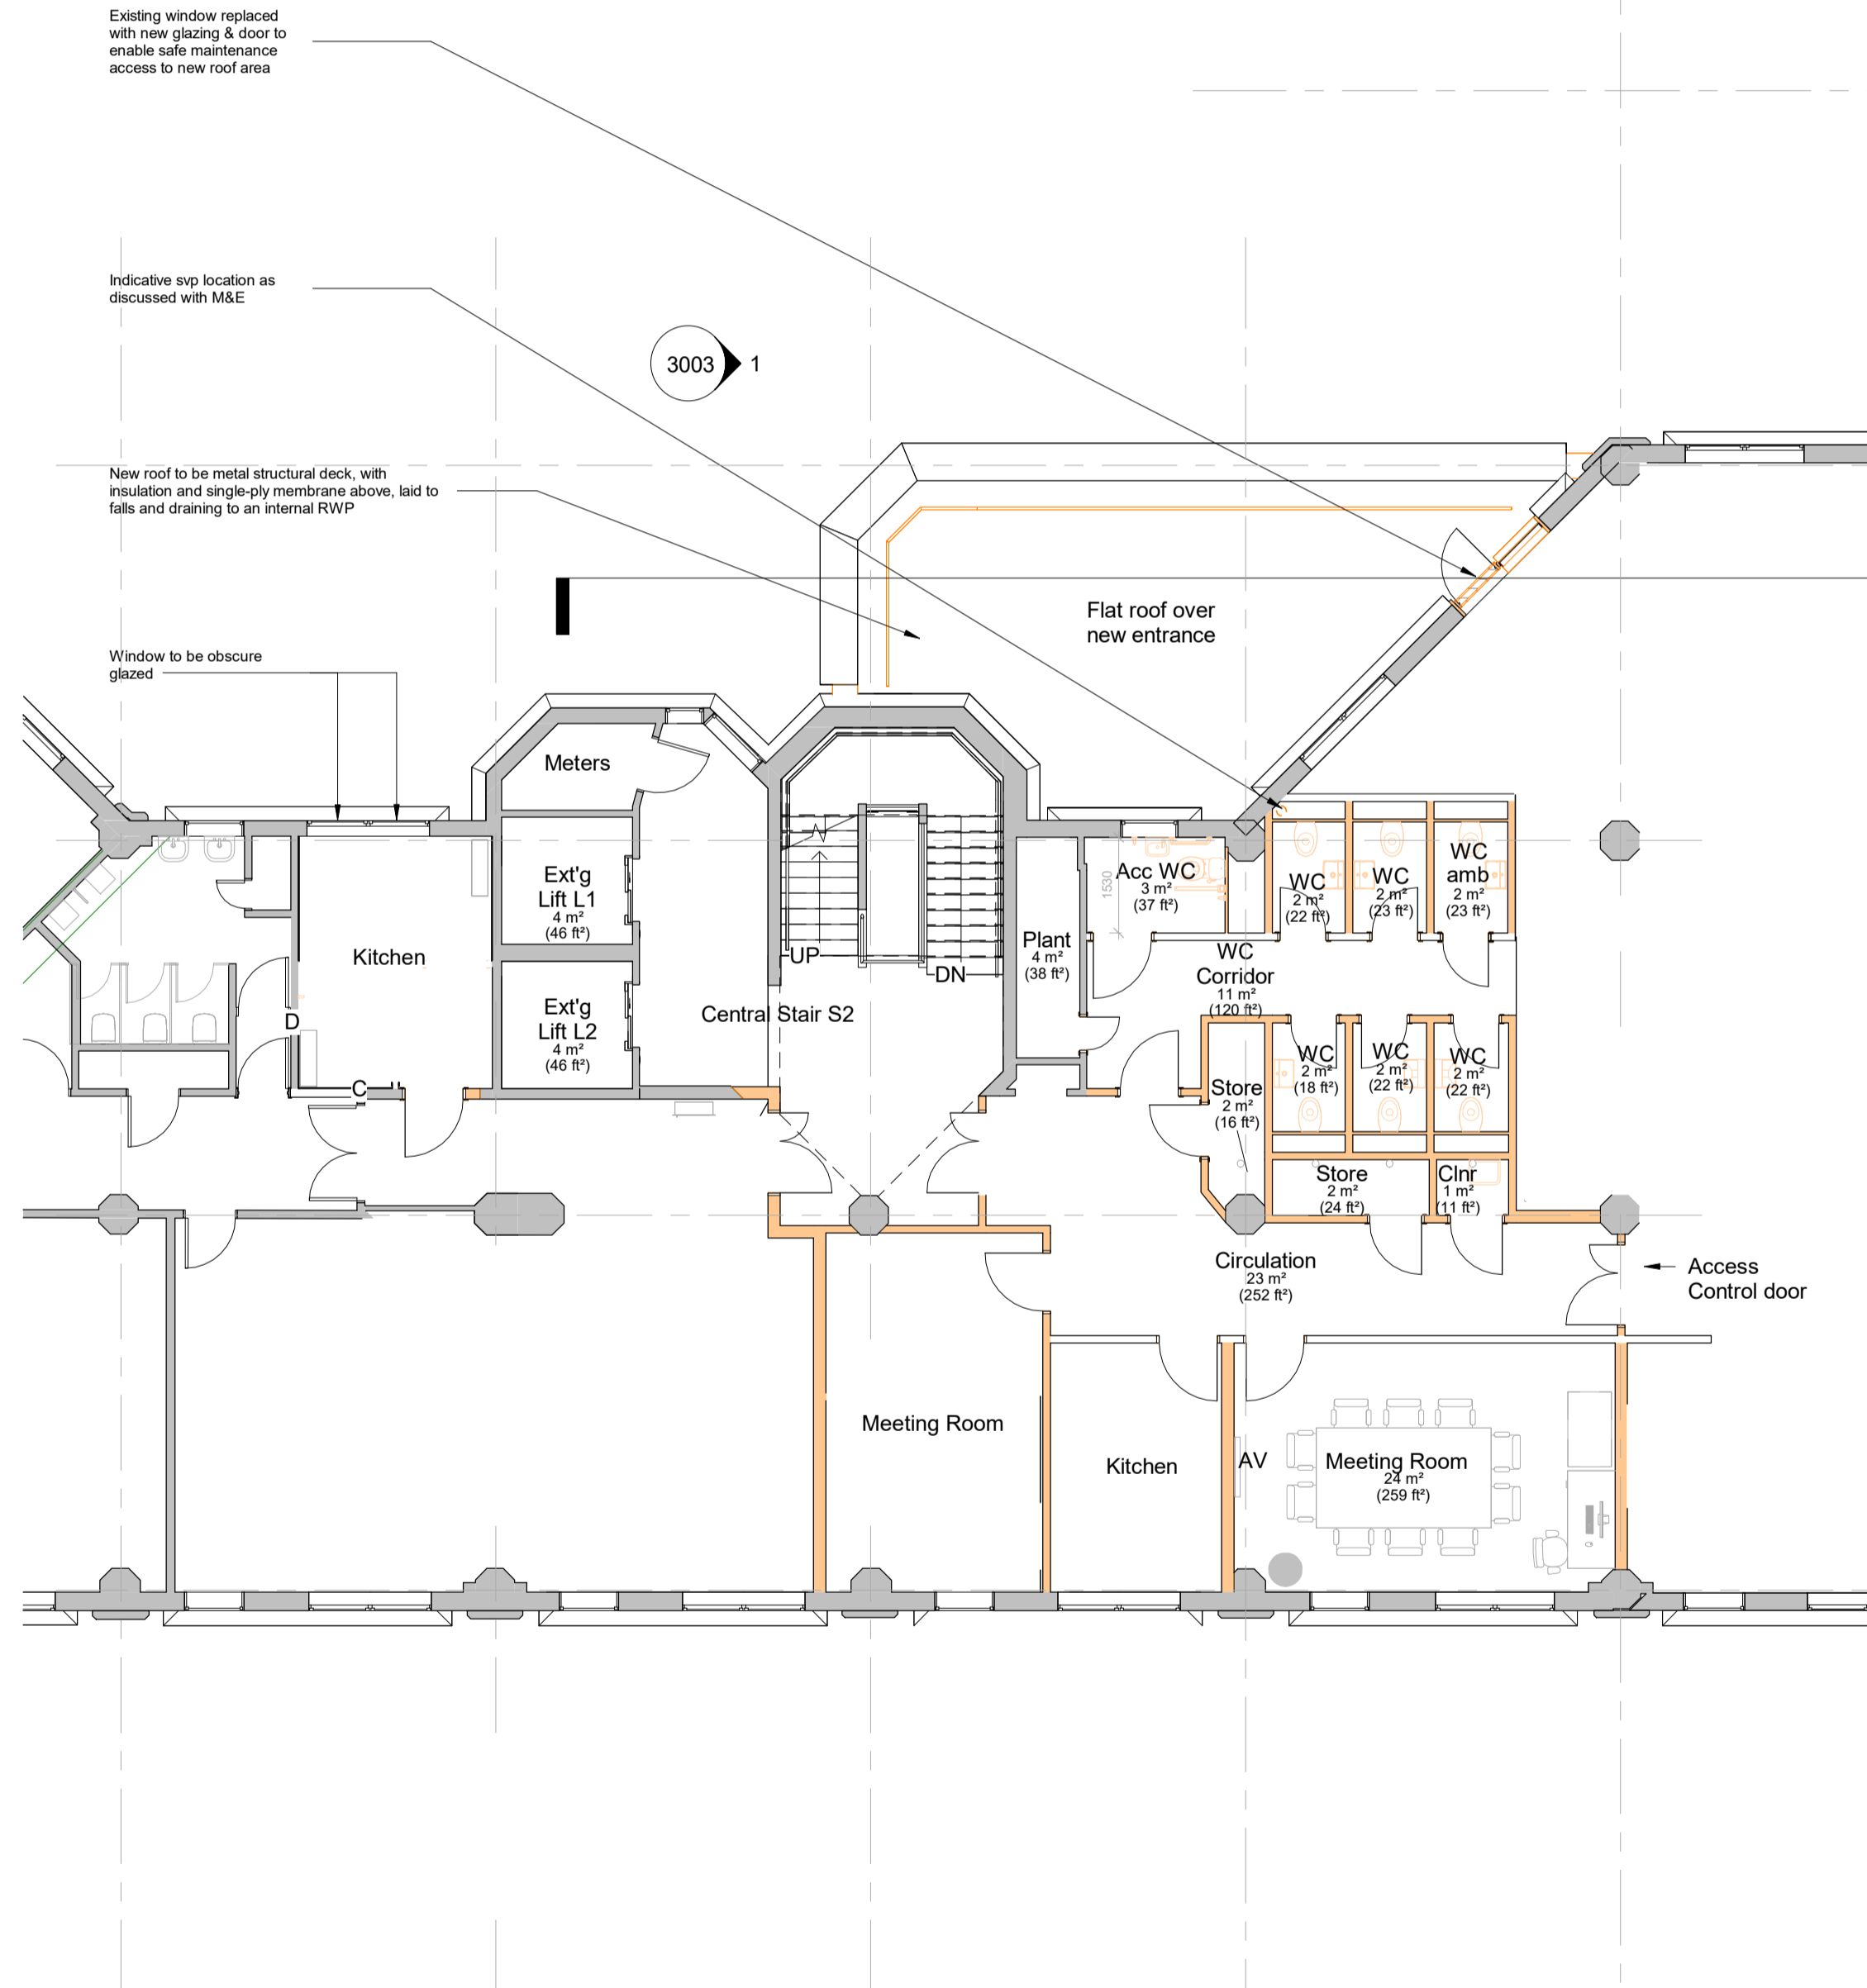 Existing window replaced
with new glazing & door to
enable safe maintenance
access to new roof area
Indicative svp location as
discussed with M&E
3003
1
New roof to be metal structural deck, with
insulation and single-ply membrane above, laid to
falls and draining to an internal RWP
Flat roof over
new entrance
Window to be obscure
glazed
Meters
Ext'g
Lift L1
4 m²
(46 ft²)
Kitchen
Ext'g
Lift L2
4 m²
(46 ft²)
D
C
UP
DN
Central Stair S2
Plant
4 m²
(38 ft²)
1530
Acc WC
3 m²
(37 ft²)
WC
2 m²
(22 ft²)
WC
2 m²
(23 ft²)
WC
amb
2 m²
(23 ft²)
WC
Corridor
11 m²
(120 ft²)
WC
2 m²
(18 ft²)
WC
2 m²
(22 ft²)
WC
2 m²
(22 ft²)
Store
2 m²
(16 ft²)
Store
2 m²
(24 ft²)
Clnr
1 m²
(11 ft²)
Circulation
23 m²
(252 ft²)
Access
Control door
Meeting Room
Kitchen
AV
Meeting Room
24 m²
(259 ft²)